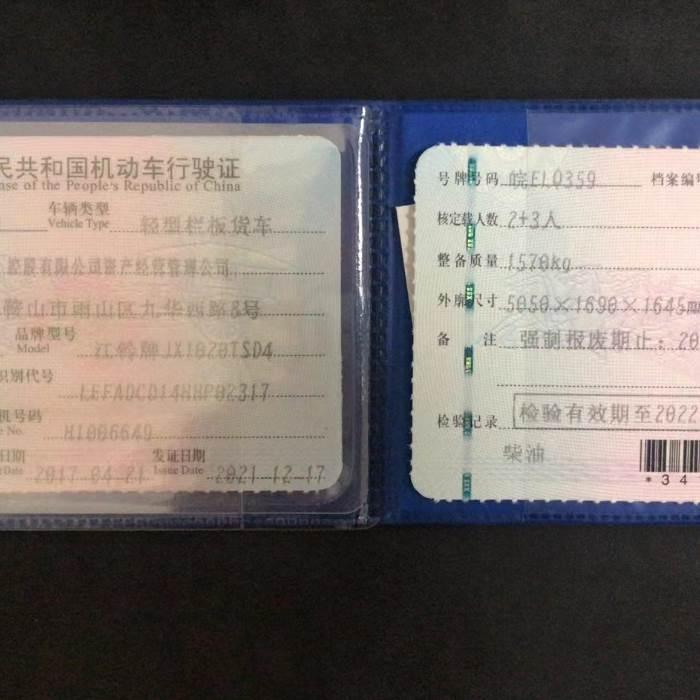 民共和国机动车行驶证
nse of the People's Republic of China
车辆类型
Vehicle Type
轻型栏板货车
控股有限公司资产经营管理公司
鞍山市雨山区九华西路8号
品牌型号
Model
江铃牌JX1020TSD4
识别代号
LEFADCD14HHP02317
机号码
e No.
H1006649
日期
发证日期
Date
Issue Date
2017-04-21
2021-12-17
号牌号码
皖EL0359
档案编号
核定载人数
2+3人
整备质量
1570kg
外廓尺寸
5050×1690×1645m
备 注
强制报废期止：20
检验记录
检验有效期至2022
柴油
*34